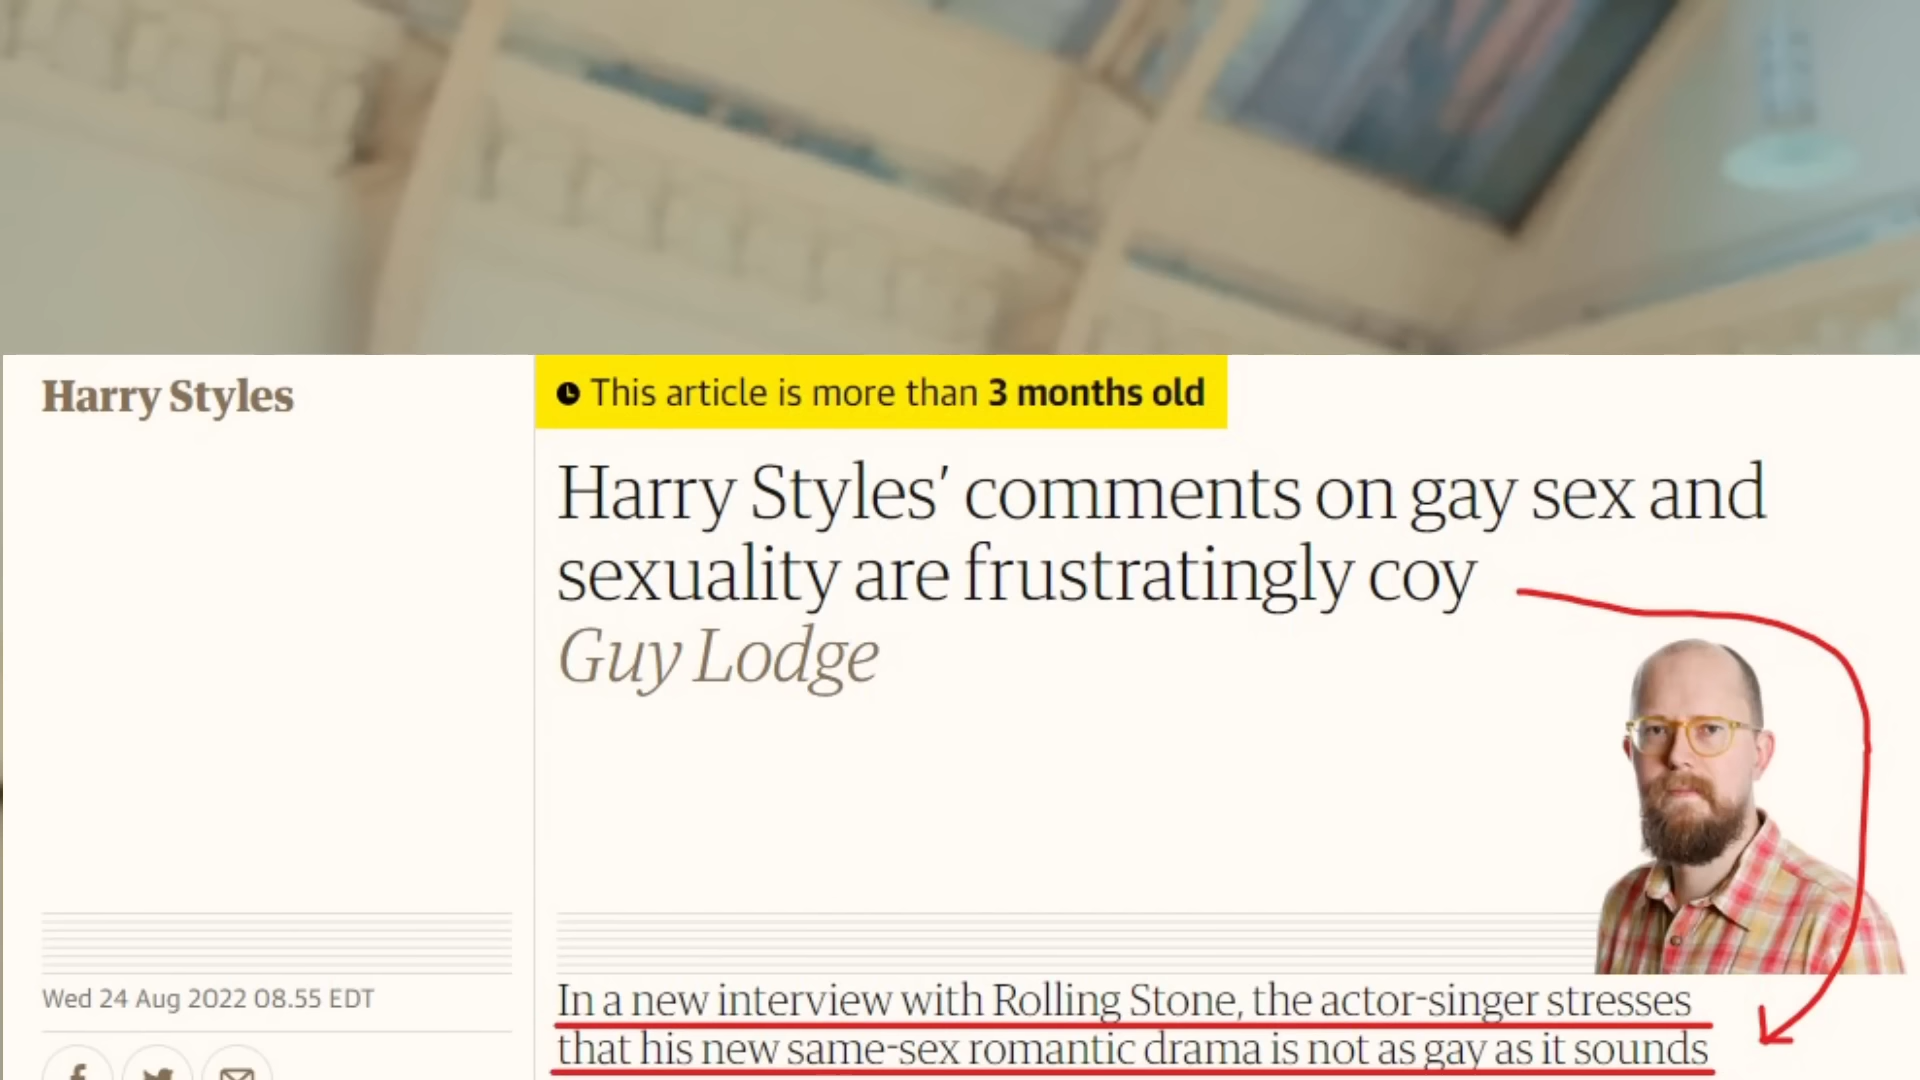 Harry Styles
This article is more than 3 months old
Harry Styles’ comments on gay sex and
sexuality are frustratingly coy
Guy Lodge
Wed 24 Aug 2022 08.55 EDT
In a new interview with Rolling Stone, the actor-singer stresses
that his new same-sex romantic drama is not as gay as it sounds